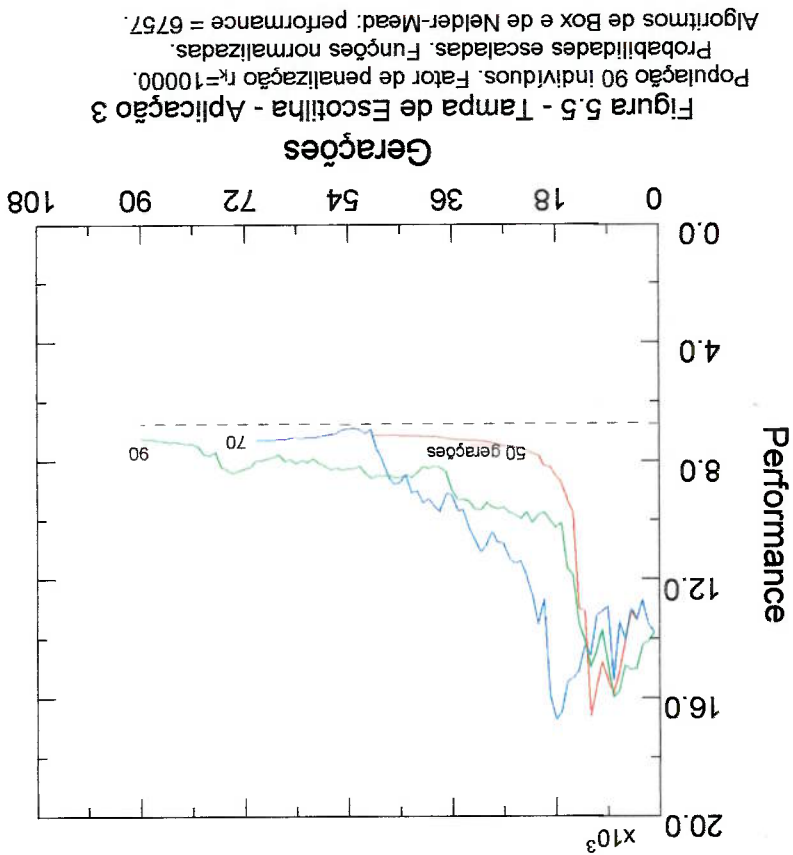 x10³
20.0
16.0
12.0
8.0
4.0
0.0
Performance
50 gerações
70
90
0 18 36 54 72 90 108
Gerações
Figura 5.5 - Tampa de Escotilha - Aplicação 3
População 90 indivíduos. Fator de penalização rₖ=10000.
Probabilidades escaladas. Funções normalizadas.
Algoritmos de Box e de Nelder-Mead: performance = 6757.